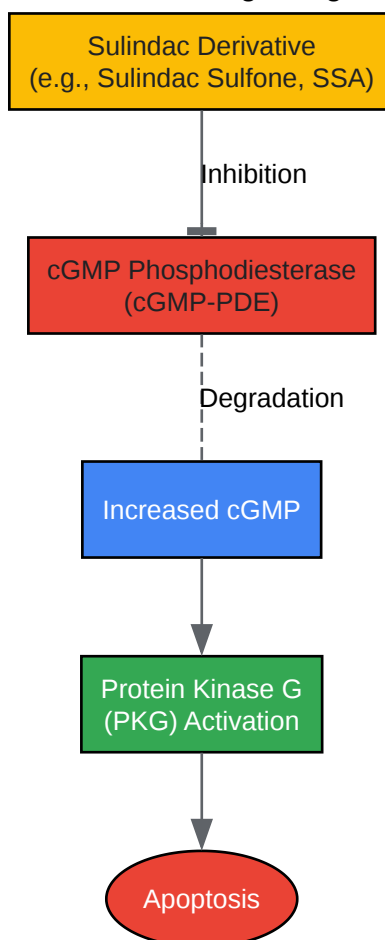 Sulindac Derivative
(e.g., Sulindac Sulfone, SSA)
Inhibition
cGMP Phosphodiesterase
(cGMP-PDE)
Degradation
Increased cGMP
Protein Kinase G
(PKG) Activation
Apoptosis